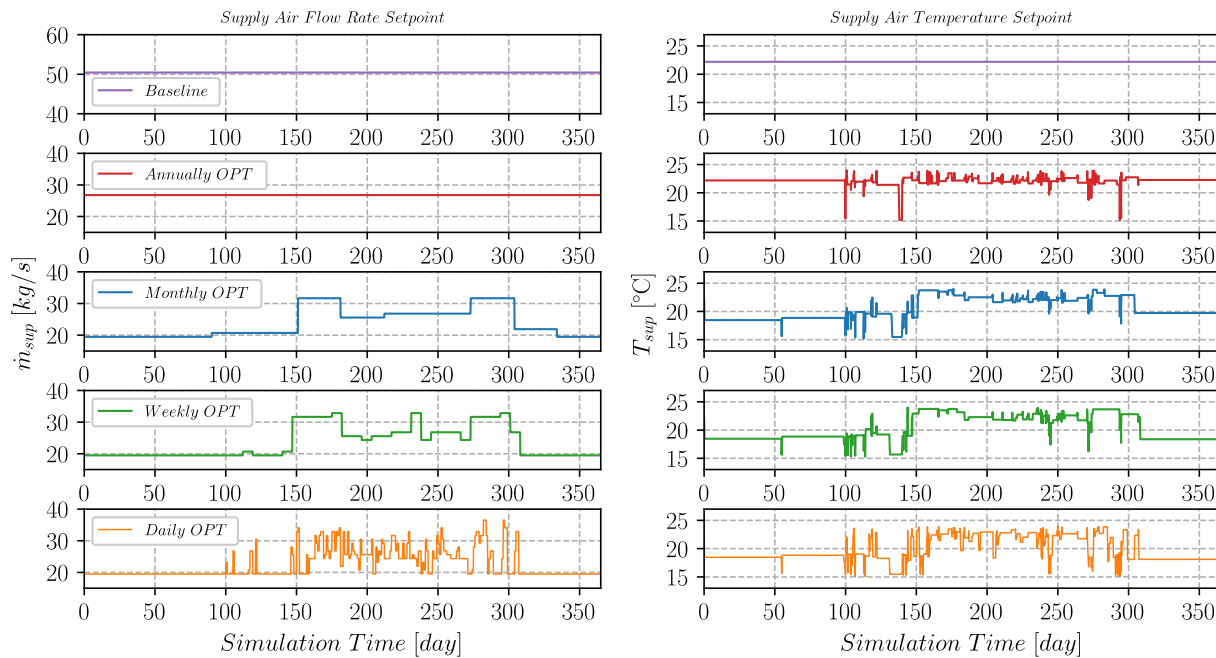 Supply Air Flow Rate Setpoint
60
50
40
Baseline
0 50 100 150 200 250 300 350
40
30
20
Annually OPT
0 50 100 150 200 250 300 350
40
30
20
Monthly OPT
0 50 100 150 200 250 300 350
40
30
20
Weekly OPT
0 50 100 150 200 250 300 350
40
30
20
Daily OPT
0 50 100 150 200 250 300 350
ṁsup [kg/s]
Simulation Time [day]
Supply Air Temperature Setpoint
25
20
15
0 50 100 150 200 250 300 350
25
20
15
0 50 100 150 200 250 300 350
25
20
15
0 50 100 150 200 250 300 350
25
20
15
0 50 100 150 200 250 300 350
25
20
15
0 50 100 150 200 250 300 350
Tsup [°C]
Simulation Time [day]